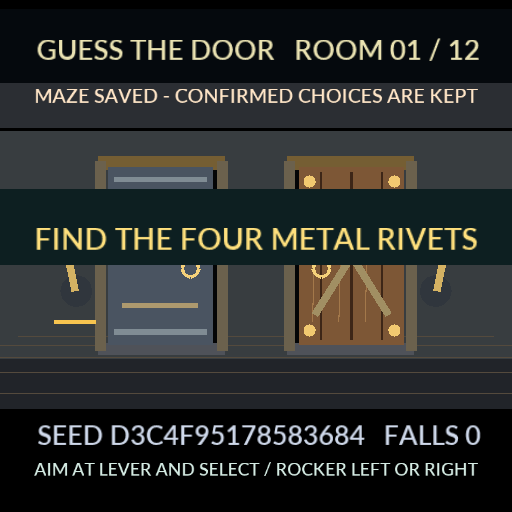 GUESS THE DOOR ROOM 01 / 12
MAZE SAVED - CONFIRMED CHOICES ARE KEPT
FIND THE FOUR METAL RIVETS
SEED D3C4F95178583684 FALLS 0
AIM AT LEVER AND SELECT / ROCKER LEFT OR RIGHT